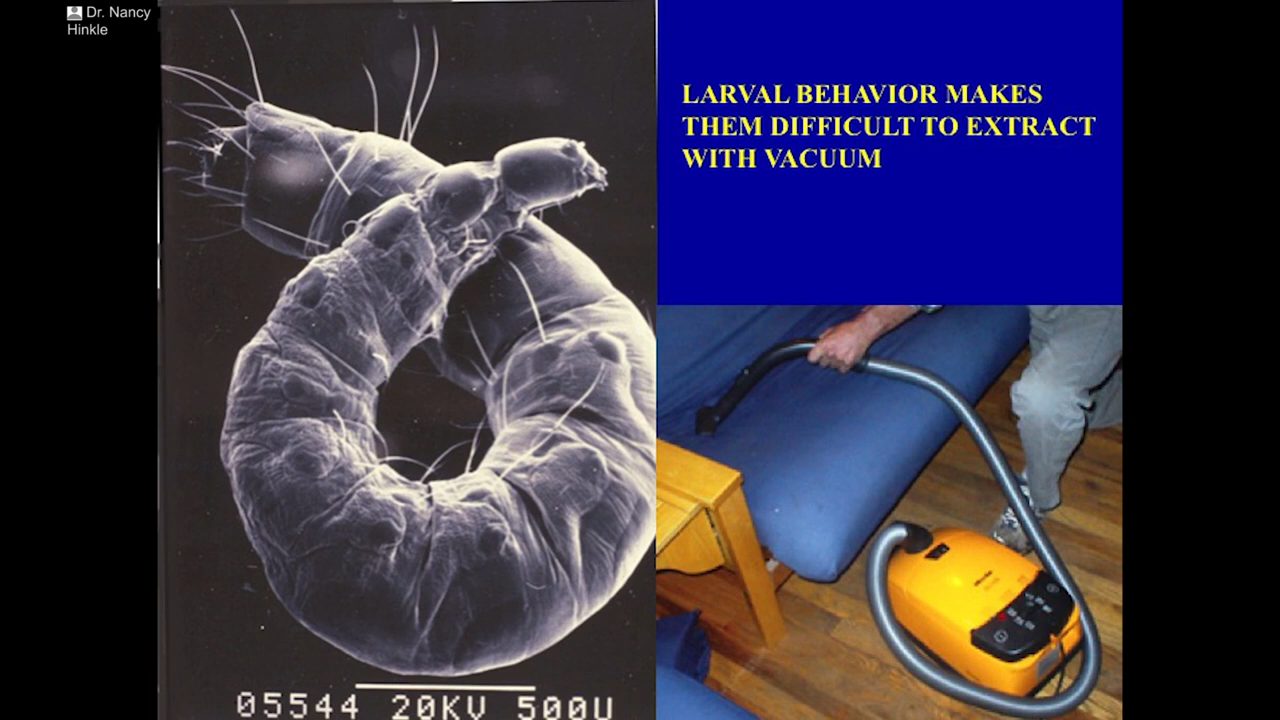 Dr. Nancy
Hinkle
LARVAL BEHAVIOR MAKES
THEM DIFFICULT TO EXTRACT
WITH VACUUM
05544 20KV 500U